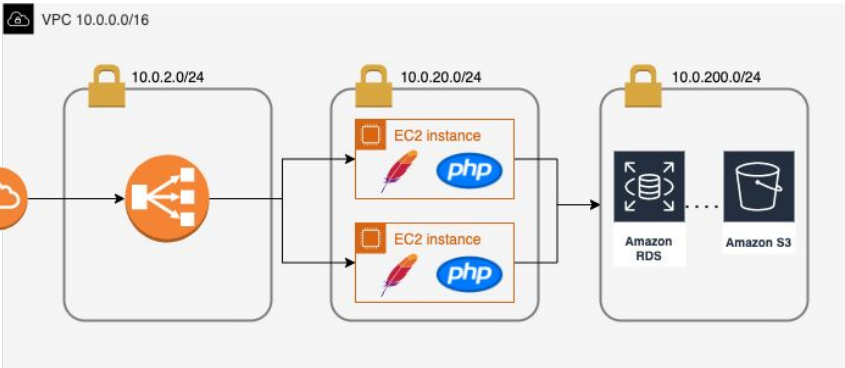 VPC 10.0.0.0/16
10.0.2.0/24
10.0.20.0/24
10.0.200.0/24
EC2 instance
php
EC2 instance
php
Amazon
RDS
Amazon S3